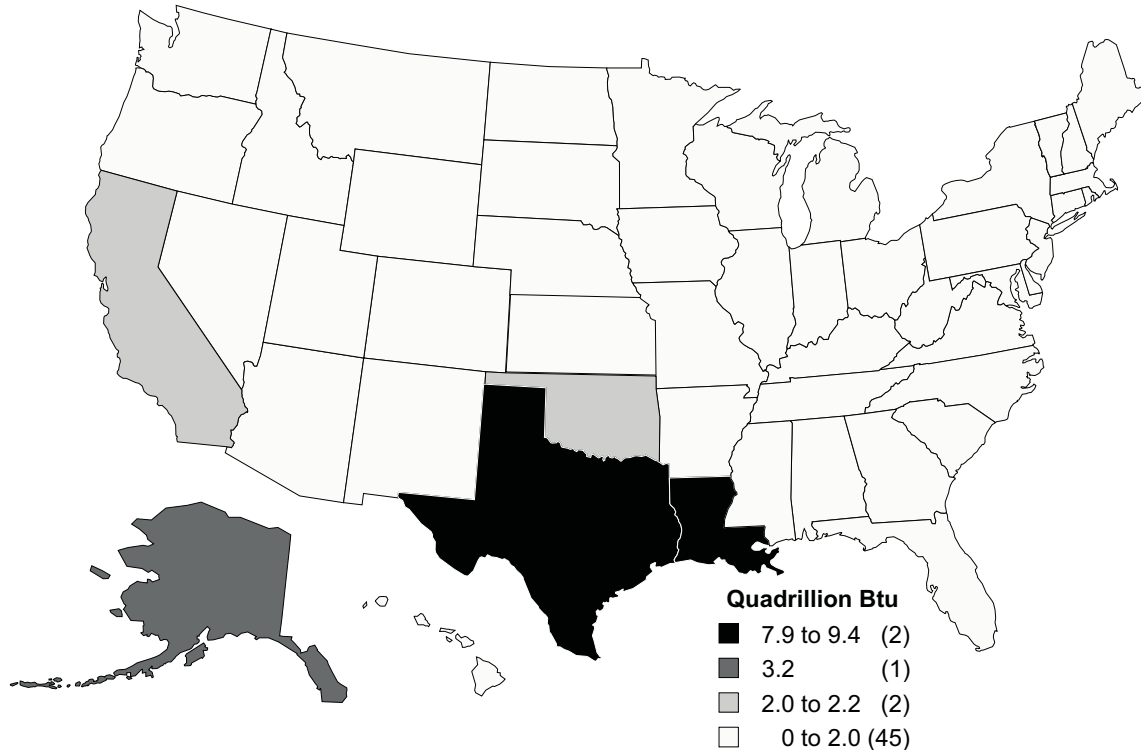 Quadrillion Btu
7.9 to 9.4 (2)
3.2 (1)
2.0 to 2.2 (2)
0 to 2.0 (45)